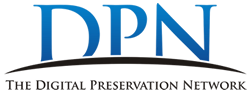 DPN
THE DIGITAL PRESERVATION NETWORK